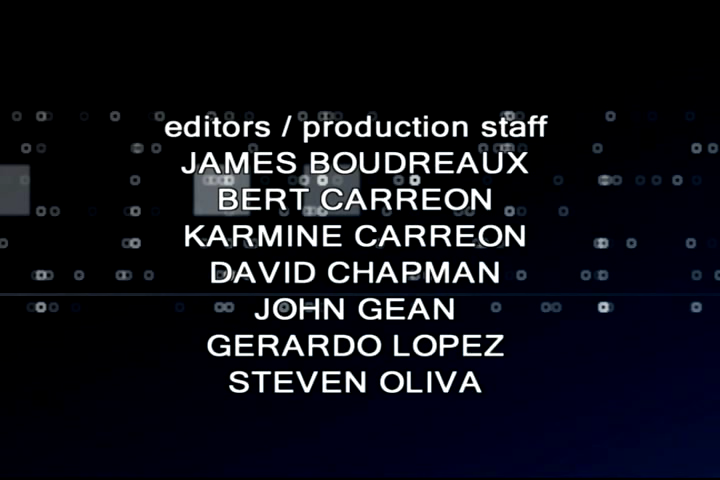 editors / production staff
JAMES BOUDREAUX
BERT CARREON
KARMINE CARREON
DAVID CHAPMAN
JOHN GEAN
GERARDO LOPEZ
STEVEN OLIVA